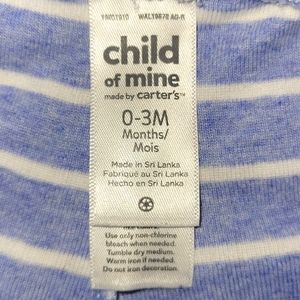 child
of mine
made by carter's™
0-3M
Months/
Mois
Made in Sri Lanka
Fabriqué au Sri Lanka
Hecho en Sri Lanka
Use only non-chlorine
bleach when needed.
Tumble dry medium.
Warm iron if needed.
Do not iron decoration.